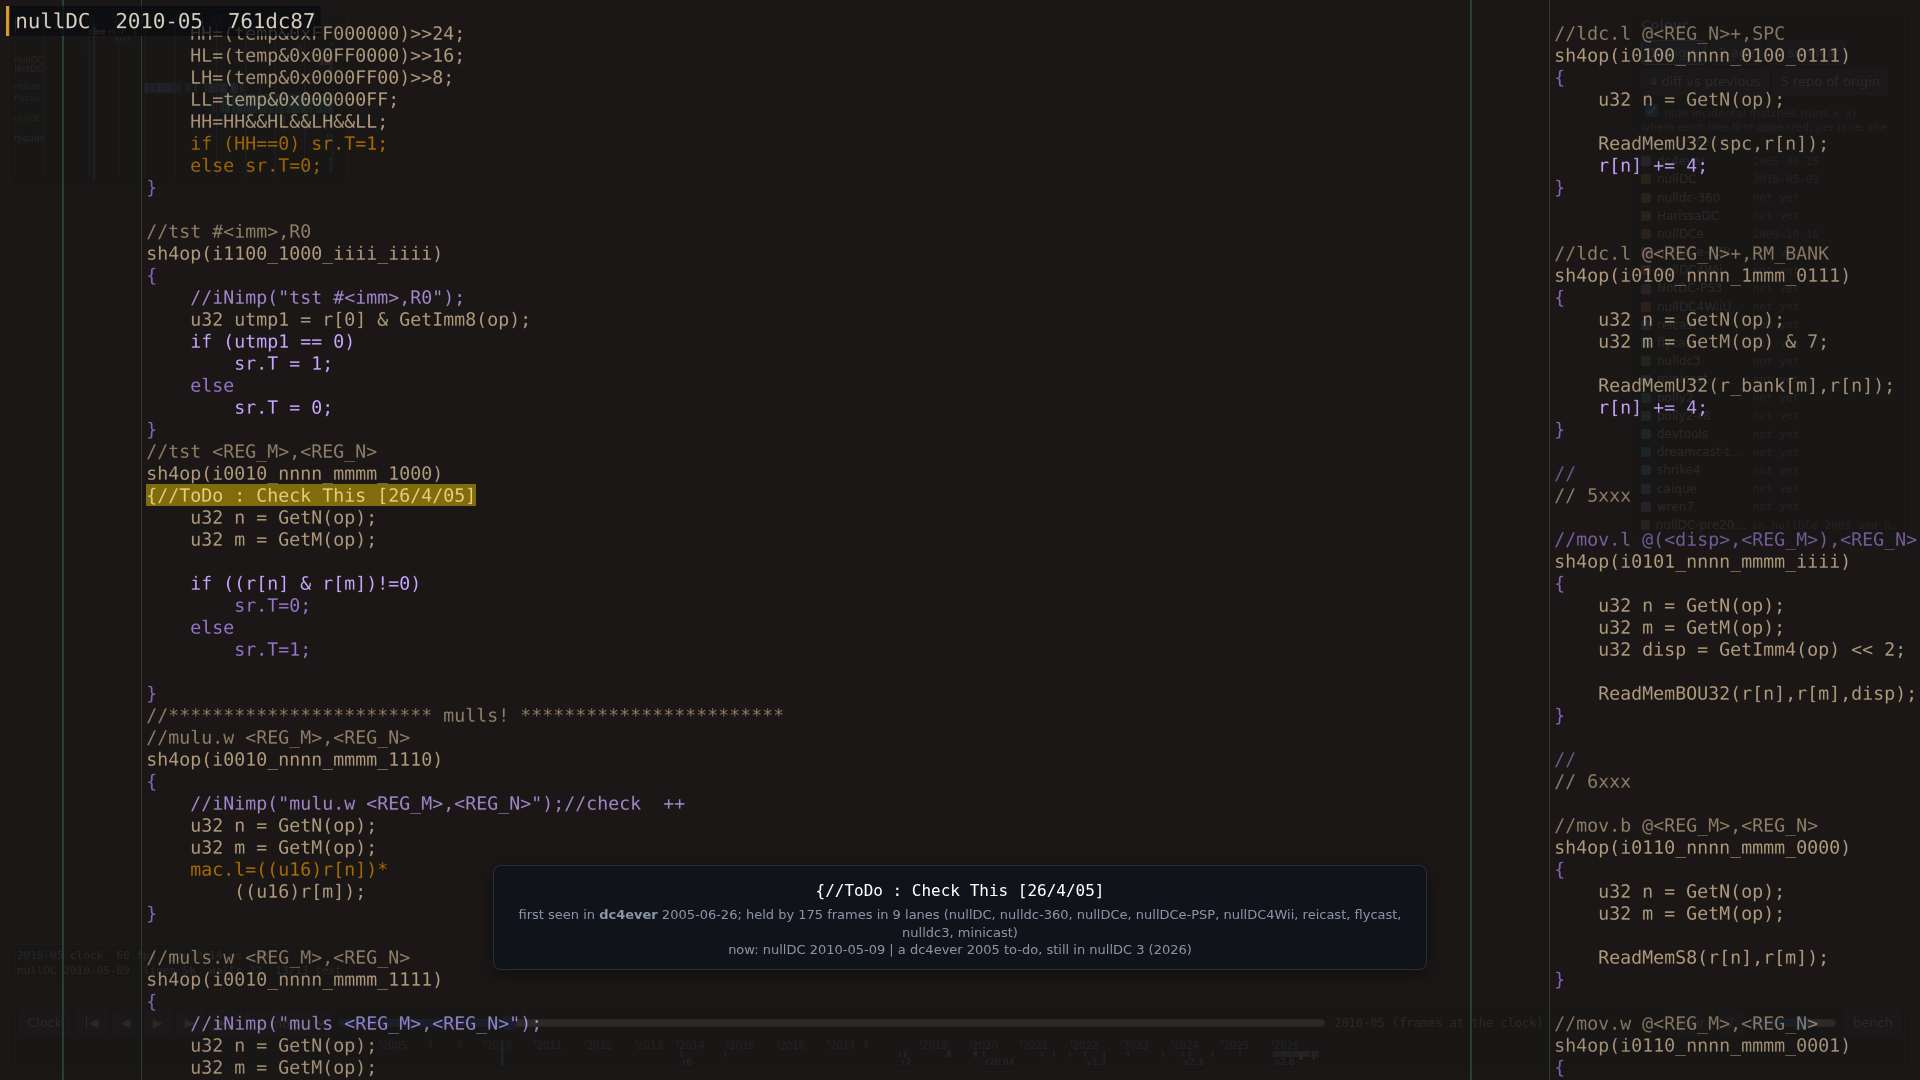 nullDC 2010-05 761dc87
HH=(temp&0xFF000000)>>24;
HL=(temp&0x00FF0000)>>16;
LH=(temp&0x0000FF00)>>8;
LL=temp&0x000000FF;
HH=HH&&HL&&LH&&LL;
if (HH==0) sr.T=1;
else sr.T=0;
}
//tst #<imm>,R0
sh4op(i1100_1000_iiii_iiii)
{
//iNimp("tst #<imm>,R0");
u32 utmp1 = r[0] & GetImm8(op);
if (utmp1 == 0)
sr.T = 1;
else
sr.T = 0;
}
//tst <REG_M>,<REG_N>
sh4op(i0010_nnnn_mmmm_1000)
{//ToDo : Check This [26/4/05]
u32 n = GetN(op);
u32 m = GetM(op);
if ((r[n] & r[m])!=0)
sr.T=0;
else
sr.T=1;
}
//************************ mulls! ************************
//mulu.w <REG_M>,<REG_N>
sh4op(i0010_nnnn_mmmm_1110)
{
//iNimp("mulu.w <REG_M>,<REG_N>");//check  ++
u32 n = GetN(op);
u32 m = GetM(op);
mac.l=((u16)r[n])*
((u16)r[m]);
}
//muls.w <REG_M>,<REG_N>
sh4op(i0010_nnnn_mmmm_1111)
{
//iNimp("muls <REG_M>,<REG_N>");
u32 n = GetN(op);
u32 m = GetM(op);
{//ToDo : Check This [26/4/05]
first seen in dc4ever 2005-06-26; held by 175 frames in 9 lanes (nullDC, nulldc-360, nullDCe, nullDCe-PSP, nullDC4Wii, reicast, flycast,
nulldc3, minicast)
now: nullDC 2010-05-09 | a dc4ever 2005 to-do, still in nullDC 3 (2026)
//ldc.l @<REG_N>+,SPC
sh4op(i0100_nnnn_0100_0111)
{
u32 n = GetN(op);
ReadMemU32(spc,r[n]);
r[n] += 4;
}
//ldc.l @<REG_N>+,RM_BANK
sh4op(i0100_nnnn_1mmm_0111)
{
u32 n = GetN(op);
u32 m = GetM(op) & 7;
ReadMemU32(r_bank[m],r[n]);
r[n] += 4;
}
//
// 5xxx
//mov.l @(<disp>,<REG_M>),<REG_N>
sh4op(i0101_nnnn_mmmm_iiii)
{
u32 n = GetN(op);
u32 m = GetM(op);
u32 disp = GetImm4(op) << 2;
ReadMemBOU32(r[n],r[m],disp);
}
//
// 6xxx
//mov.b @<REG_M>,<REG_N>
sh4op(i0110_nnnn_mmmm_0000)
{
u32 n = GetN(op);
u32 m = GetM(op);
ReadMemS8(r[n],r[m]);
}
//mov.w @<REG_M>,<REG_N>
sh4op(i0110_nnnn_mmmm_0001)
{